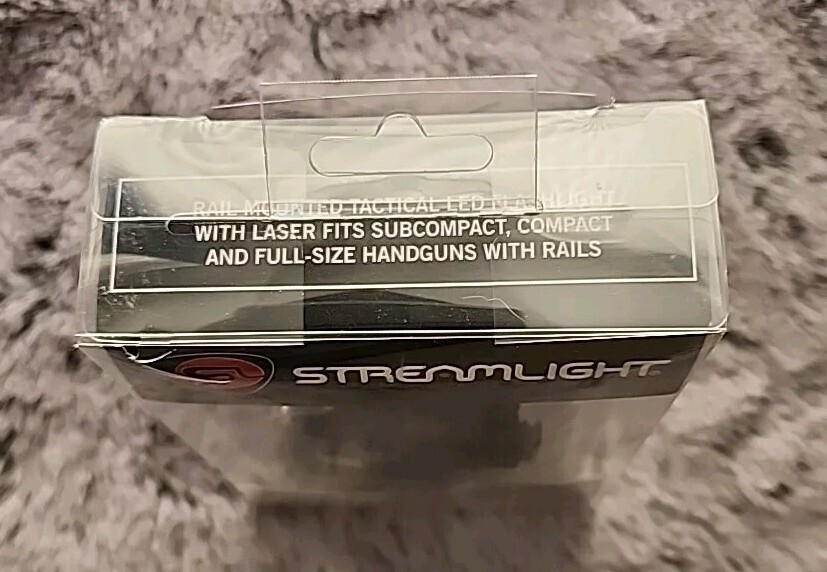 RAIL MOUNTED TACTICAL LED FLASHLIGHT
WITH LASER FITS SUBCOMPACT, COMPACT
AND FULL-SIZE HANDGUNS WITH RAILS
STREAMLIGHT